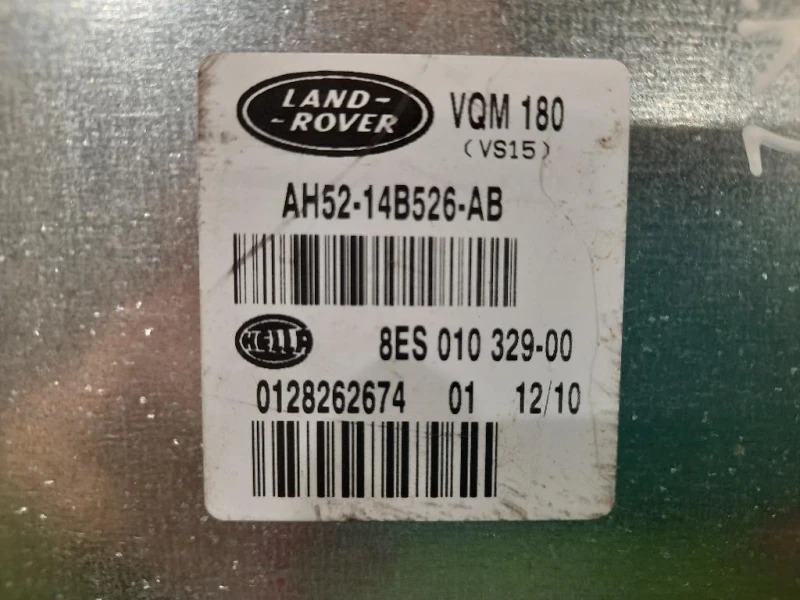 LAND-
-ROVER
VQM 180
(VS15)
AH52-14B526-AB
HELLA
8ES 010 329-00
0128262674 01 12/10